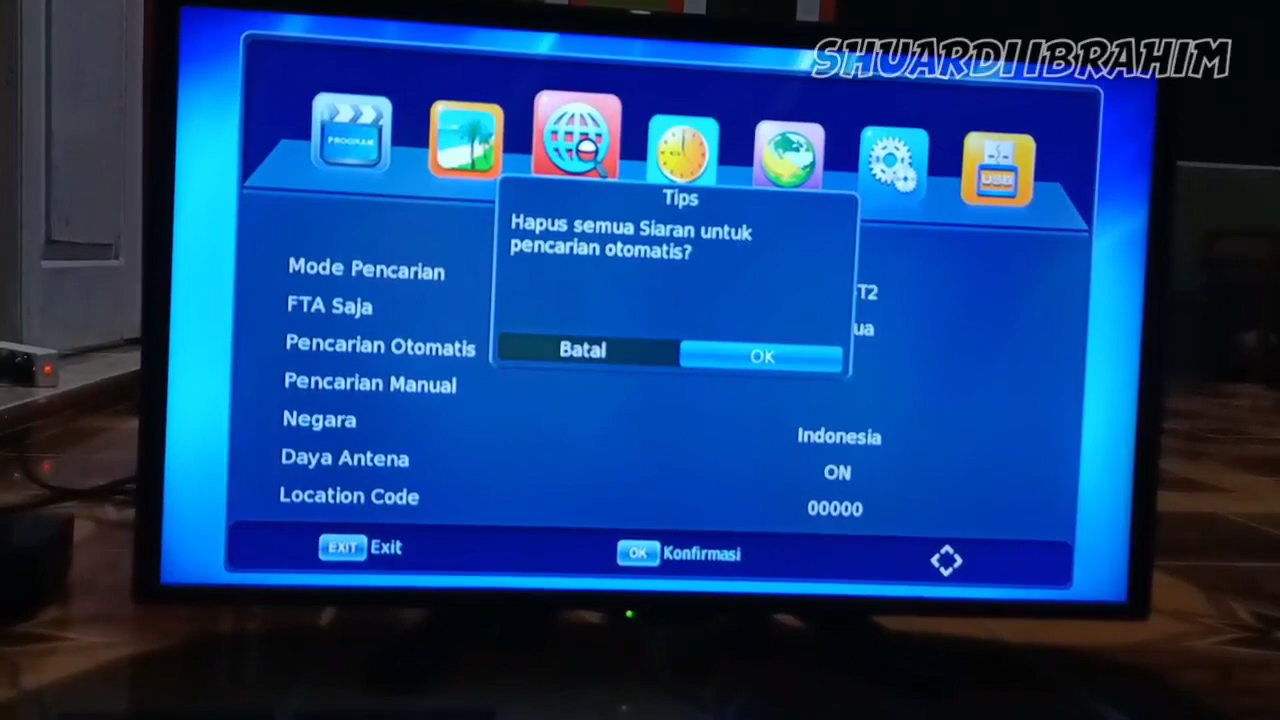 SHUARDI IBRAHIM
PROGRAM
USB
Tips
Hapus semua Siaran untuk
pencarian otomatis?
Batal
OK
Mode Pencarian
T2
FTA Saja
ua
Pencarian Otomatis
Pencarian Manual
Negara
Indonesia
Daya Antena
ON
Location Code
00000
EXIT Exit
OK Konfirmasi